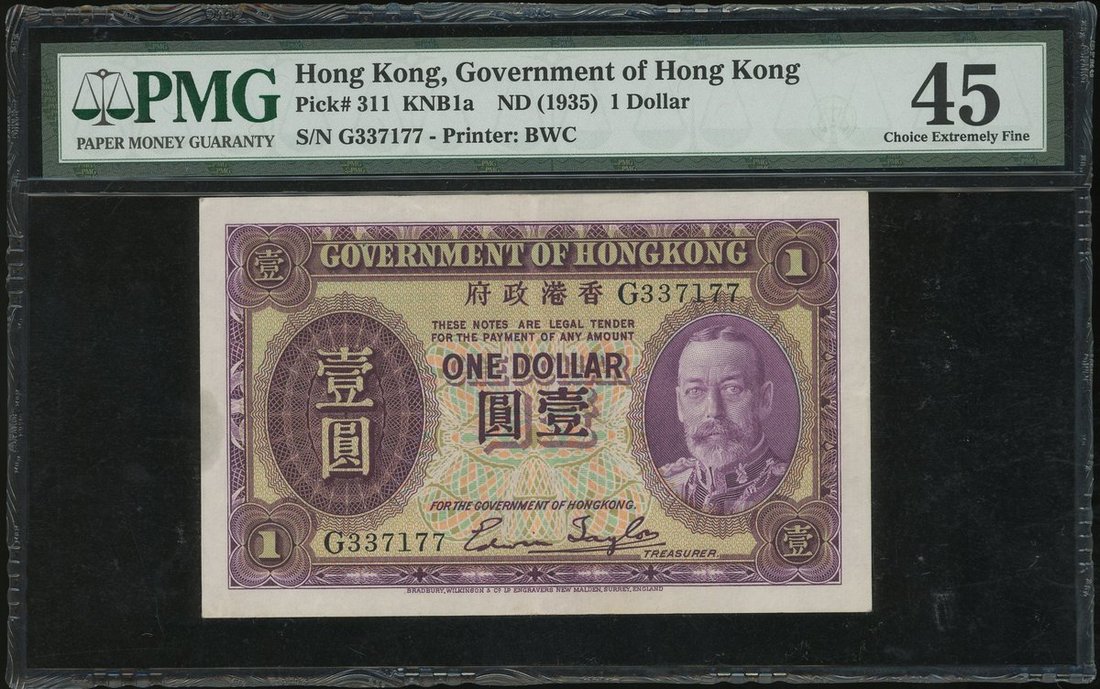 PMG
PAPER MONEY GUARANTY
Hong Kong, Government of Hong Kong
Pick# 311 KNB1a ND (1935) 1 Dollar
S/N G337177 - Printer: BWC
45
Choice Extremely Fine
壹
GOVERNMENT OF HONGKONG
1
府政港香 G337177
THESE NOTES ARE LEGAL TENDER
FOR THE PAYMENT OF ANY AMOUNT
ONE DOLLAR
圓壹
壹
圓
FOR THE GOVERNMENT OF HONGKONG.
1
G337177
Edwin Taylor
TREASURER.
壹
BRADBURY, WILKINSON & Cº Lᴰ ENGRAVERS NEW MALDEN, SURREY, ENGLAND